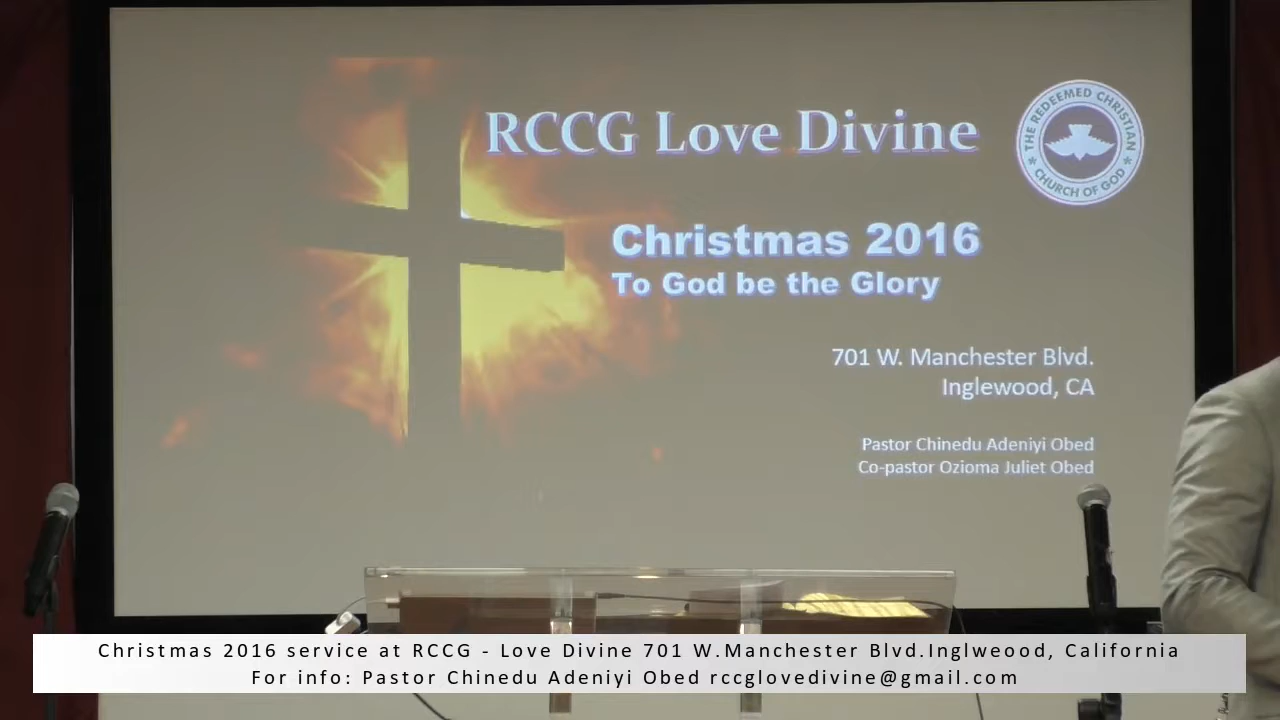 RCCG Love Divine
THE REDEEMED CHRISTIAN
★ CHURCH OF GOD ★
Christmas 2016
To God be the Glory
701 W. Manchester Blvd.
Inglewood, CA
Pastor Chinedu Adeniyi Obed
Co-pastor Ozioma Juliet Obed
Christmas 2016 service at RCCG - Love Divine 701 W.Manchester Blvd.Inglweood, California
For info: Pastor Chinedu Adeniyi Obed rccglovedivine@gmail.com